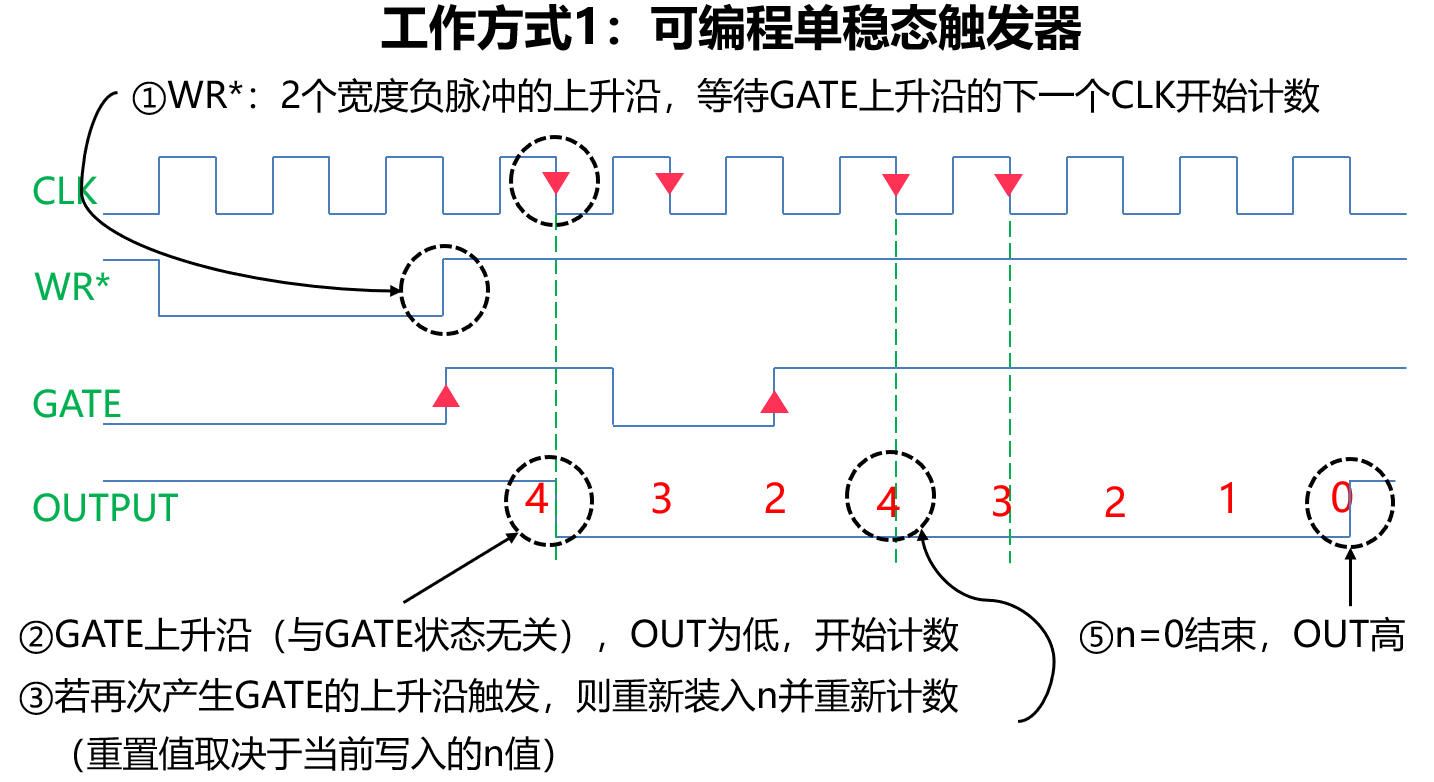 工作方式1：可编程单稳态触发器
①WR*：2个宽度负脉冲的上升沿，等待GATE上升沿的下一个CLK开始计数
CLK
WR*
GATE
OUTPUT
4 3 2 4 3 2 1 0
②GATE上升沿（与GATE状态无关），OUT为低，开始计数
⑤n=0结束，OUT高
③若再次产生GATE的上升沿触发，则重新装入n并重新计数
（重置值取决于当前写入的n值）